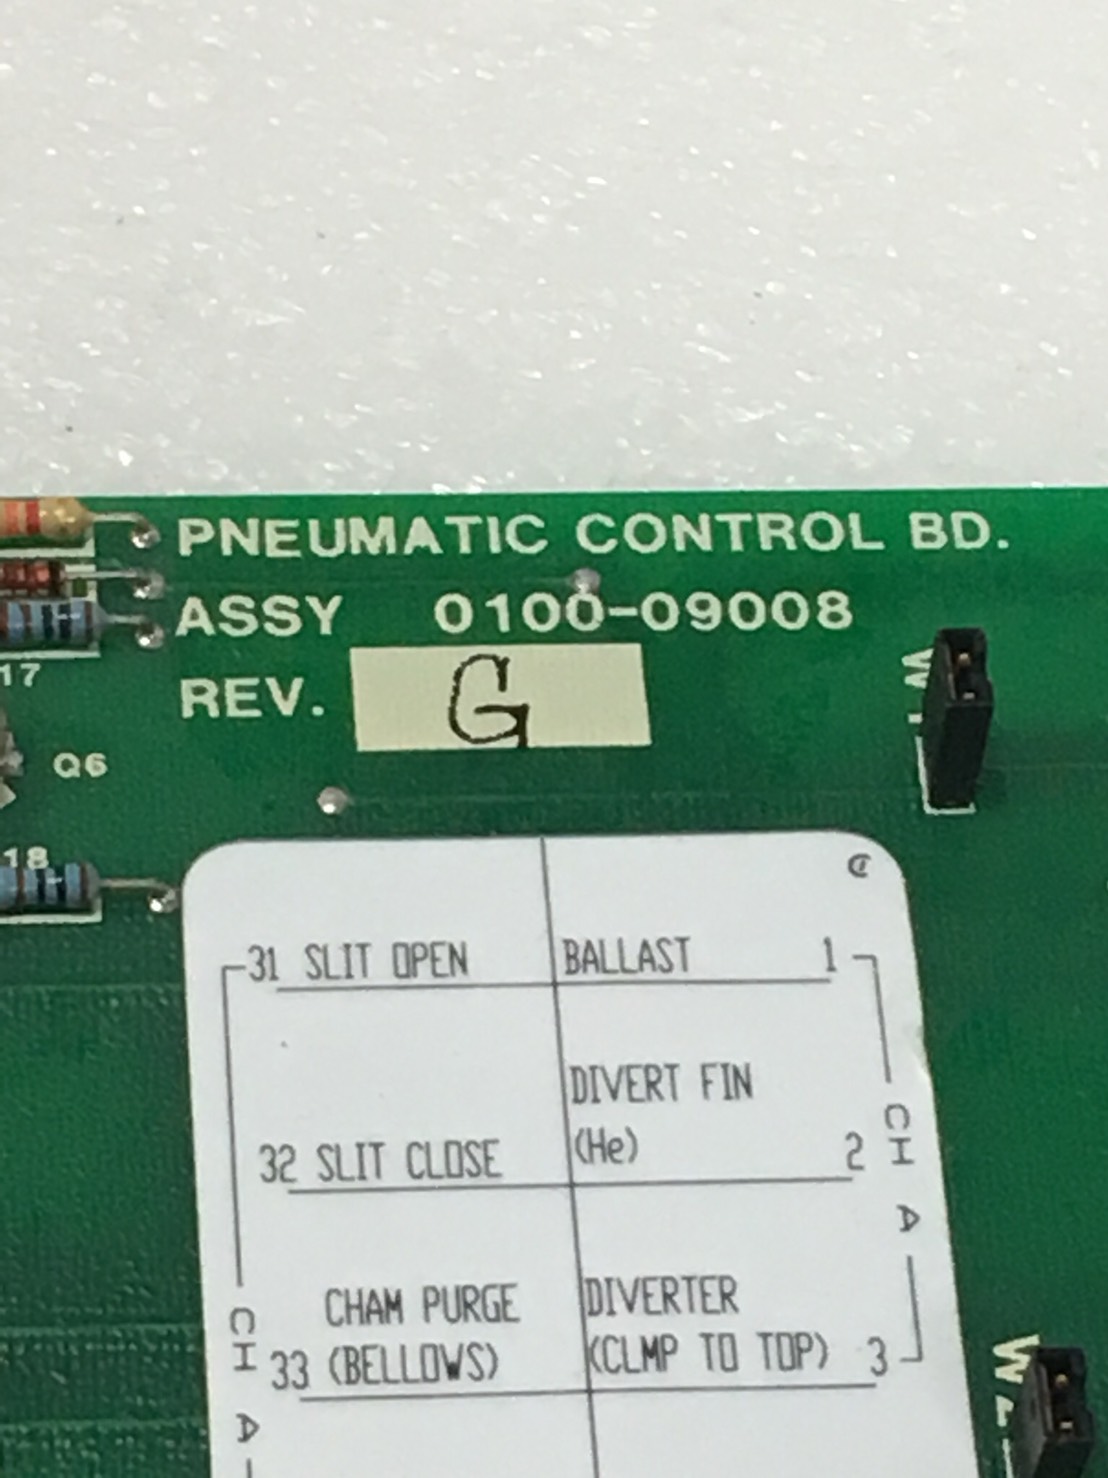 PNEUMATIC CONTROL BD.
ASSY 0100-09008
REV. G
17
Q6
18
31 SLIT OPEN
BALLAST 1
DIVERT FIN
32 SLIT CLOSE
(He) 2
CH A
CHAM PURGE
33 (BELLOWS)
DIVERTER
(CLMP TO TOP) 3
CH A